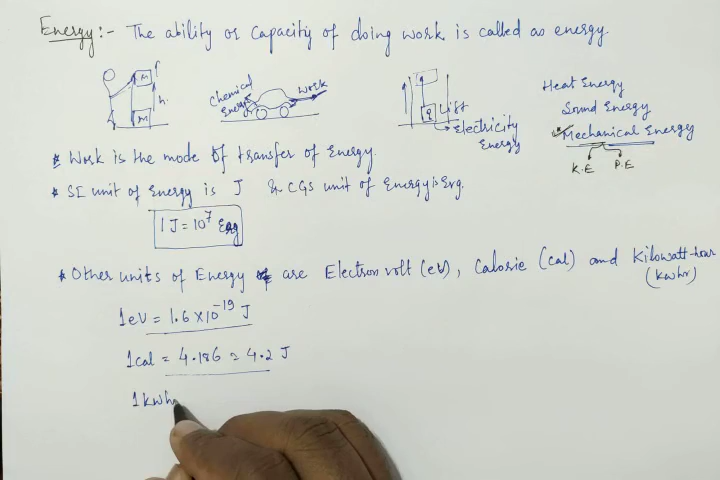 Energy:- The ability or capacity of doing work is called as energy.
M
h
M
Chemical Energy
Work
Lift
Electricity Energy
Heat Energy
Sound Energy
Mechanical Energy
K.E P.E
* Work is the mode of transfer of Energy.
* SI unit of Energy is J & CGS unit of Energy is Erg.
1 J = 10⁷ Erg
* Other units of Energy are Electron volt (eV), Calorie (cal) and Kilowatt-hour (kwhr)
1eV = 1.6 × 10⁻¹⁹ J
1cal = 4.186 ≈ 4.2 J
1 kwh